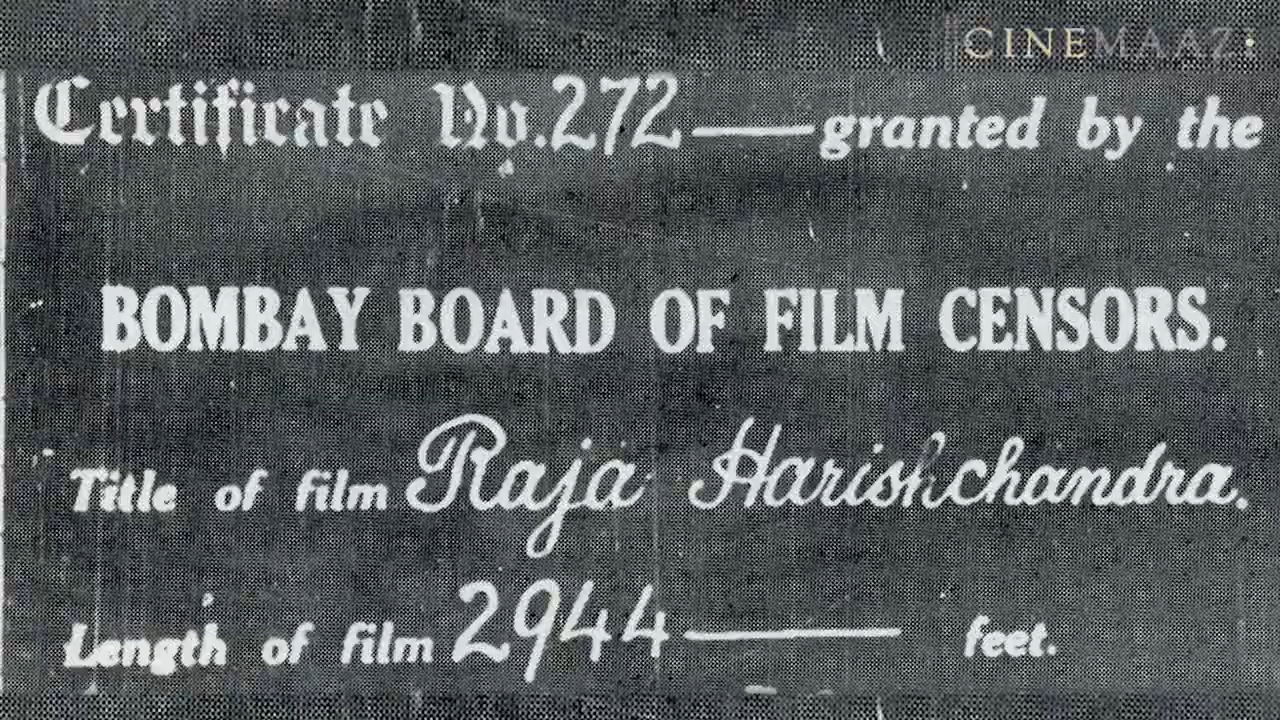 CINEMAAZI
Certificate No. 272 — granted by the
BOMBAY BOARD OF FILM CENSORS.
Title of film Raja Harishchandra.
Length of film 2944 — feet.